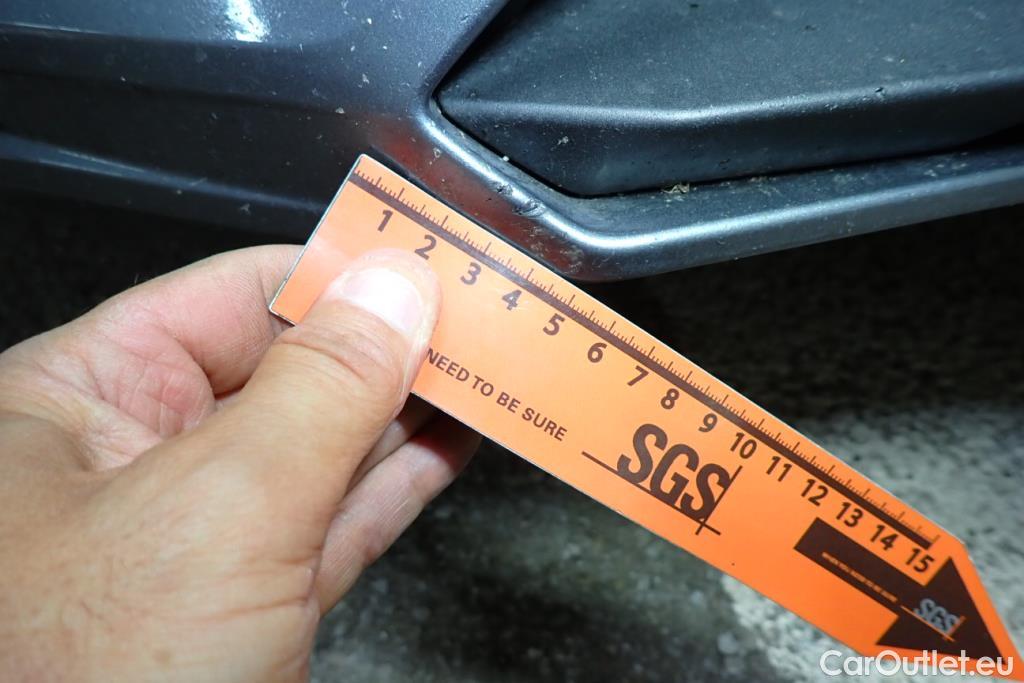 1 2 3 4 5 6 7 8 9 10 11 12 13 14 15
NEED TO BE SURE
SGS
SGS
CarOutlet.eu